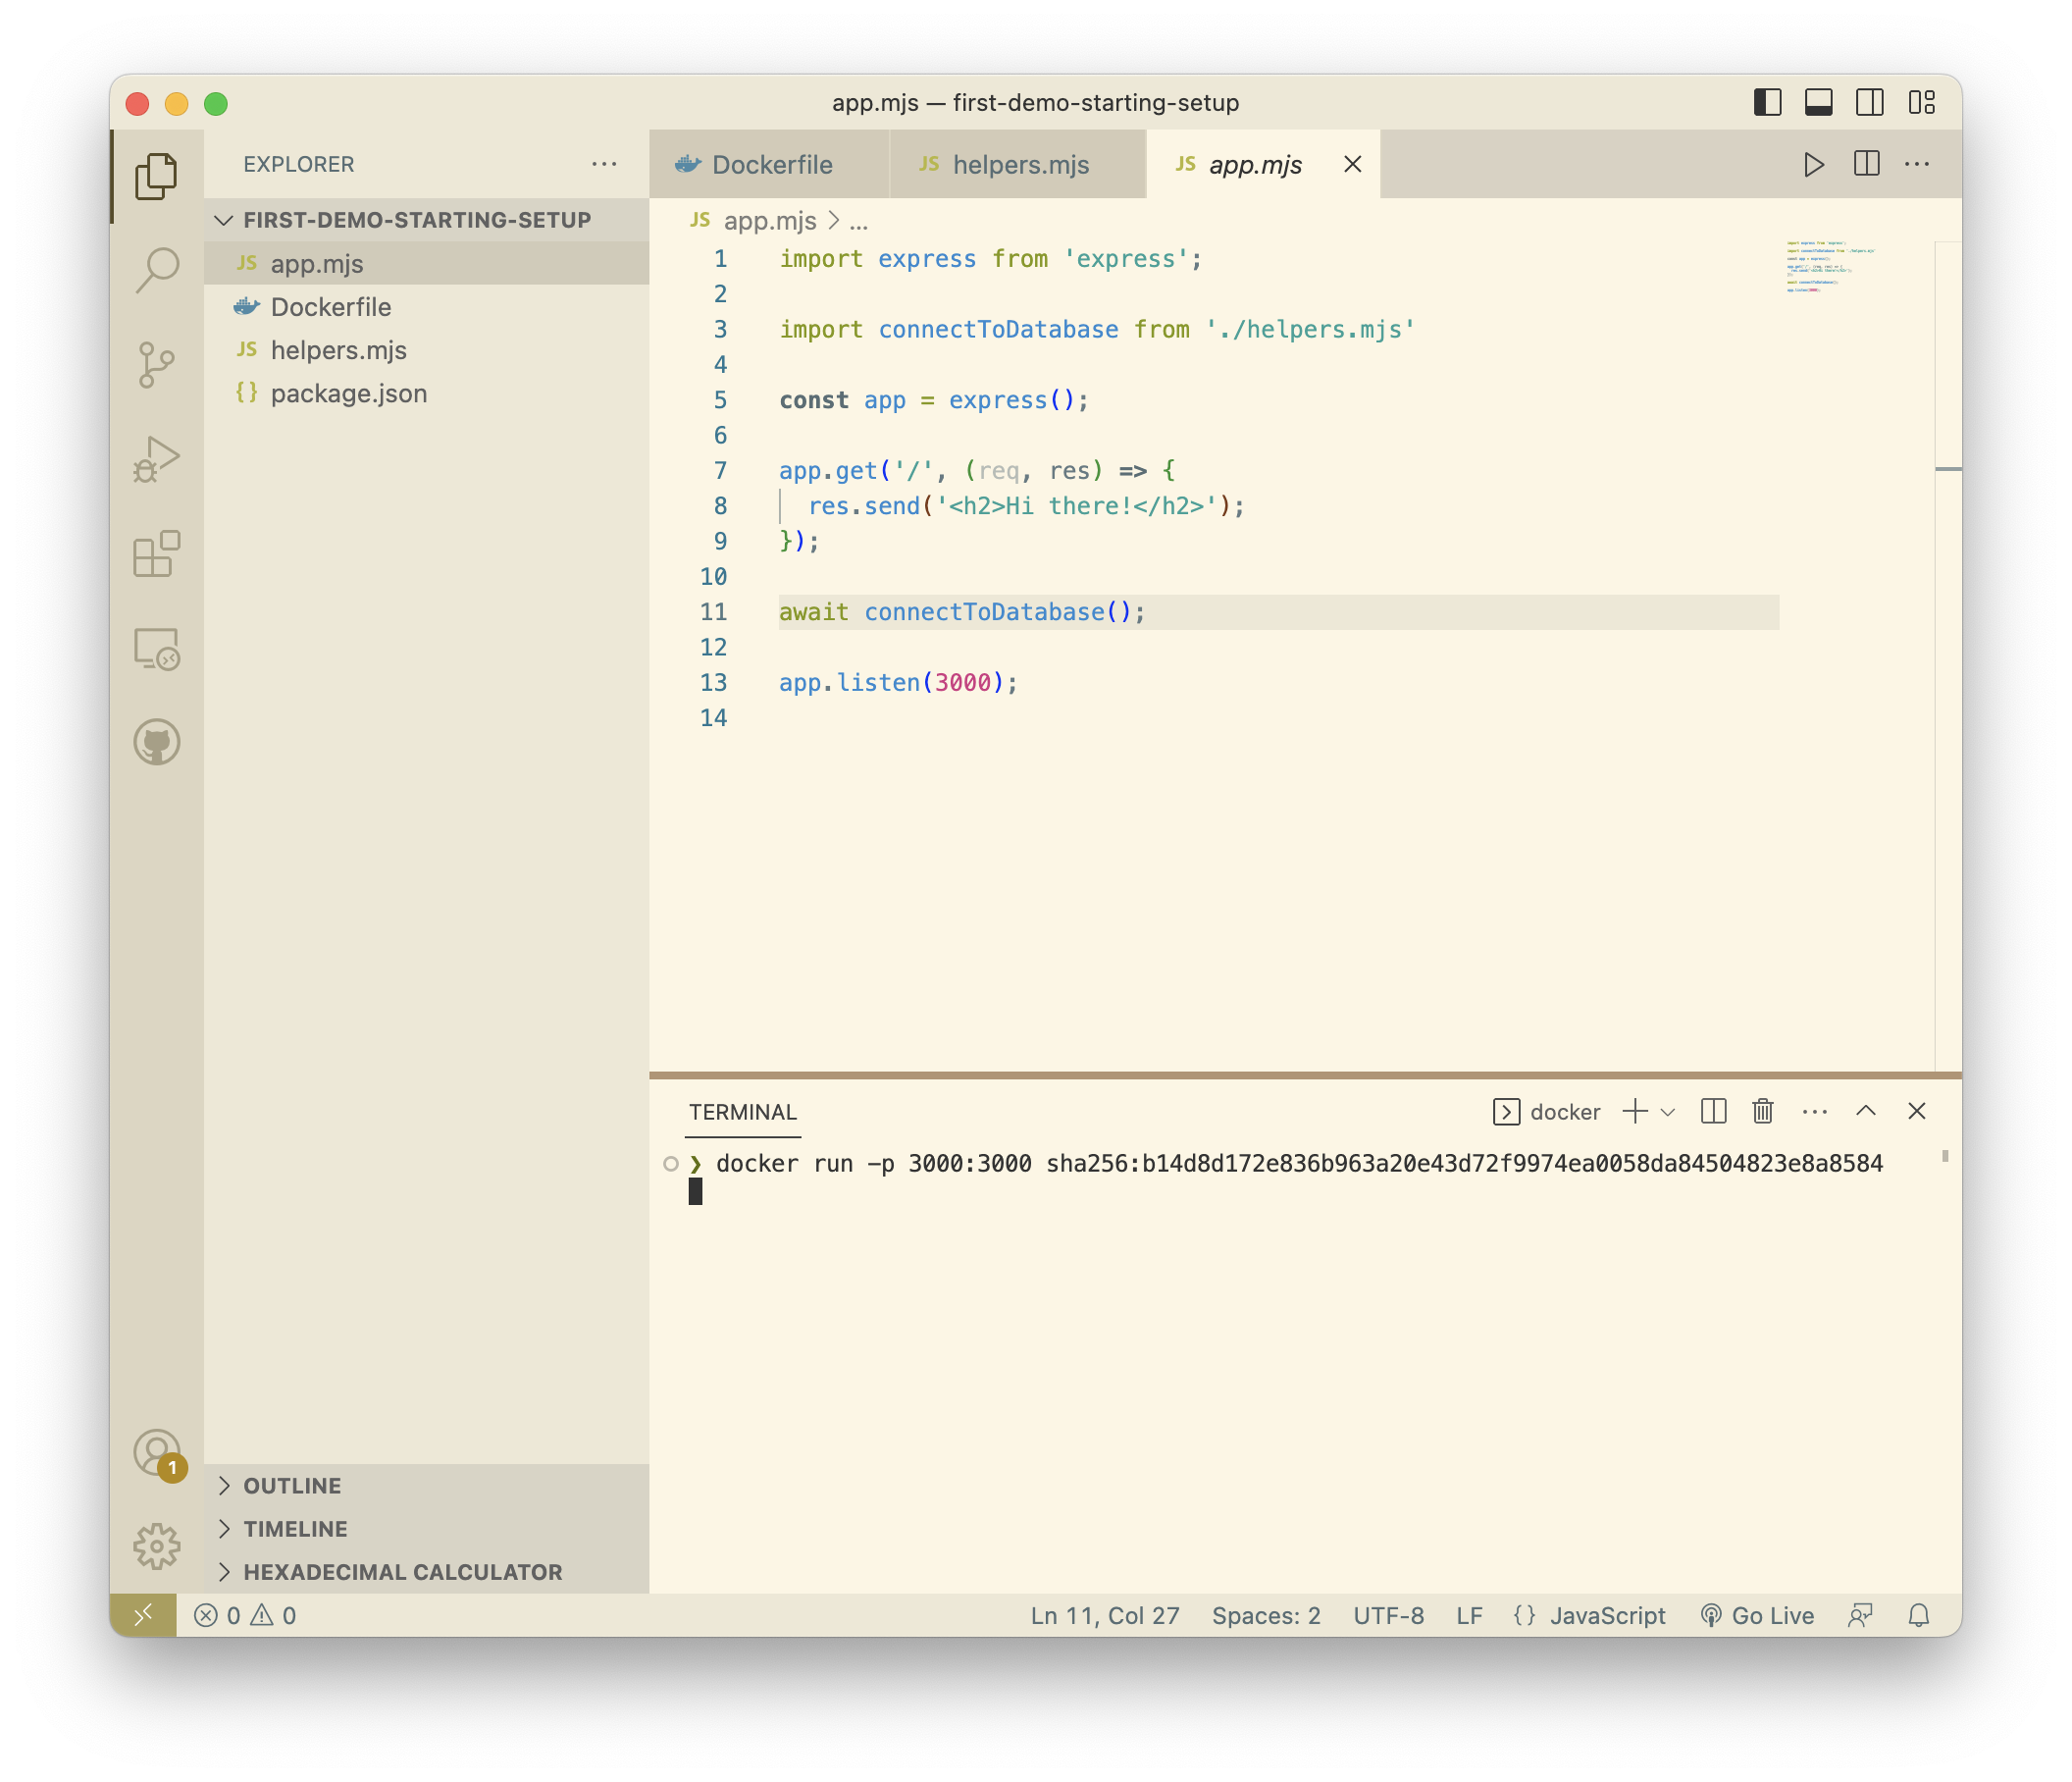 app.mjs — first-demo-starting-setup
EXPLORER
FIRST-DEMO-STARTING-SETUP
JS app.mjs
Dockerfile
JS helpers.mjs
{} package.json
OUTLINE
TIMELINE
HEXADECIMAL CALCULATOR
1
Dockerfile
JS helpers.mjs
JS app.mjs
JS app.mjs > ...
1 import express from 'express';
2
3 import connectToDatabase from './helpers.mjs'
4
5 const app = express();
6
7 app.get('/', (req, res) => {
8 res.send('<h2>Hi there!</h2>');
9 });
10
11 await connectToDatabase();
12
13 app.listen(3000);
14
TERMINAL
docker
❯ docker run -p 3000:3000 sha256:b14d8d172e836b963a20e43d72f9974ea0058da84504823e8a8584
0 0
Ln 11, Col 27 Spaces: 2 UTF-8 LF {} JavaScript Go Live